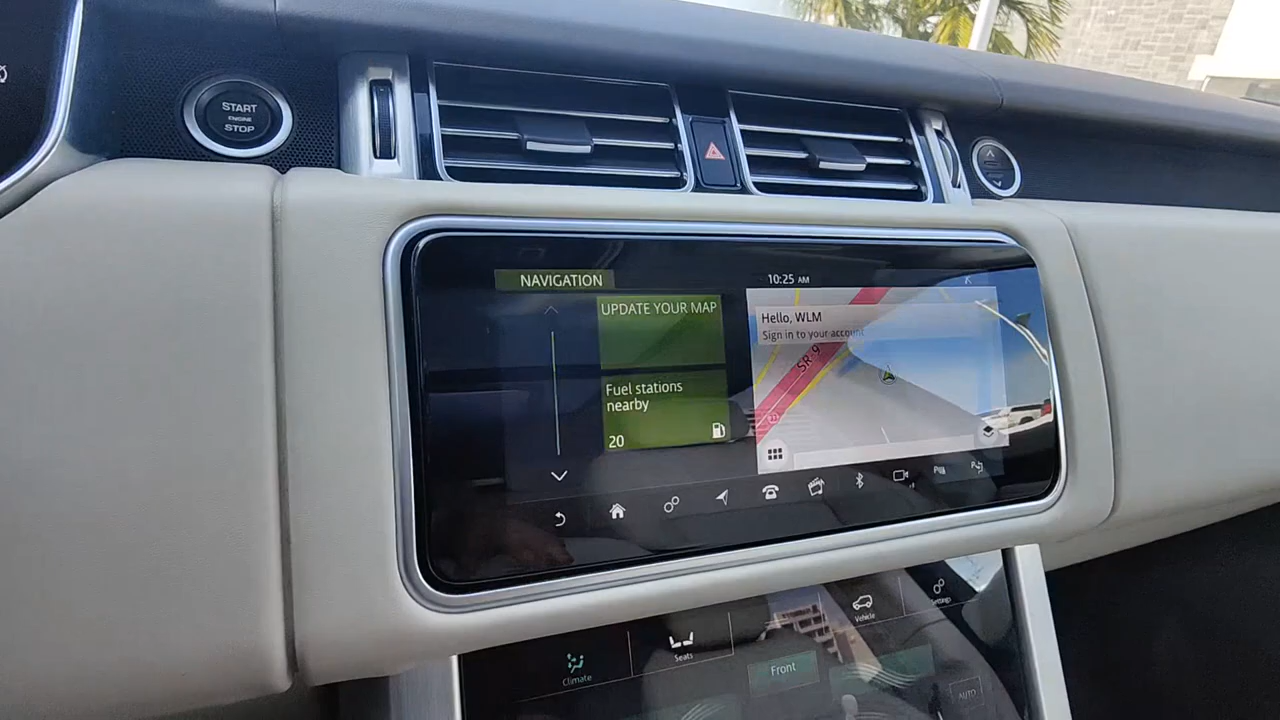 START
ENGINE
STOP
NAVIGATION
10:25 AM
UPDATE YOUR MAP
Hello, WLM
Sign in to your account
SR 9
Fuel stations
nearby
20
Climate
Seats
Vehicle
Settings
Front
AUTO